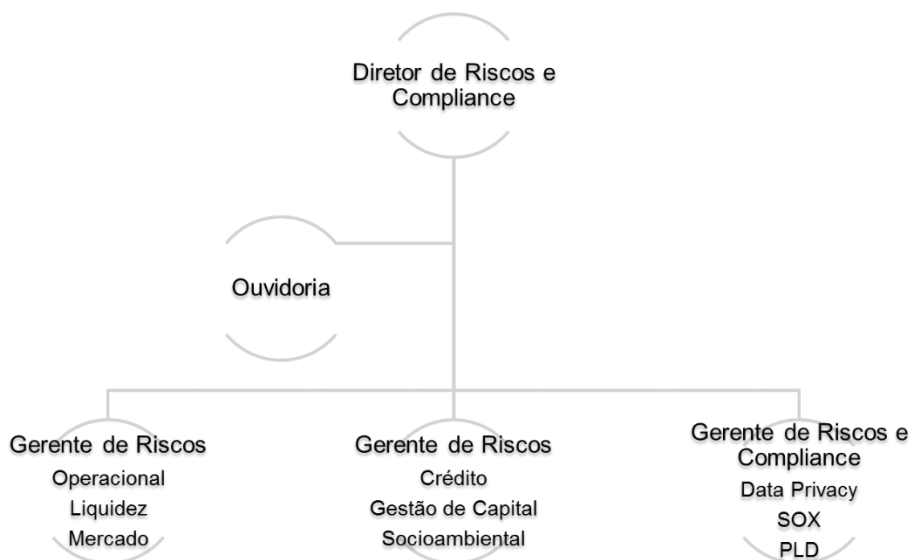 Diretor de Riscos e
Compliance
Ouvidoria
Gerente de Riscos
Operacional
Liquidez
Mercado
Gerente de Riscos
Crédito
Gestão de Capital
Socioambiental
Gerente de Riscos e
Compliance
Data Privacy
SOX
PLD